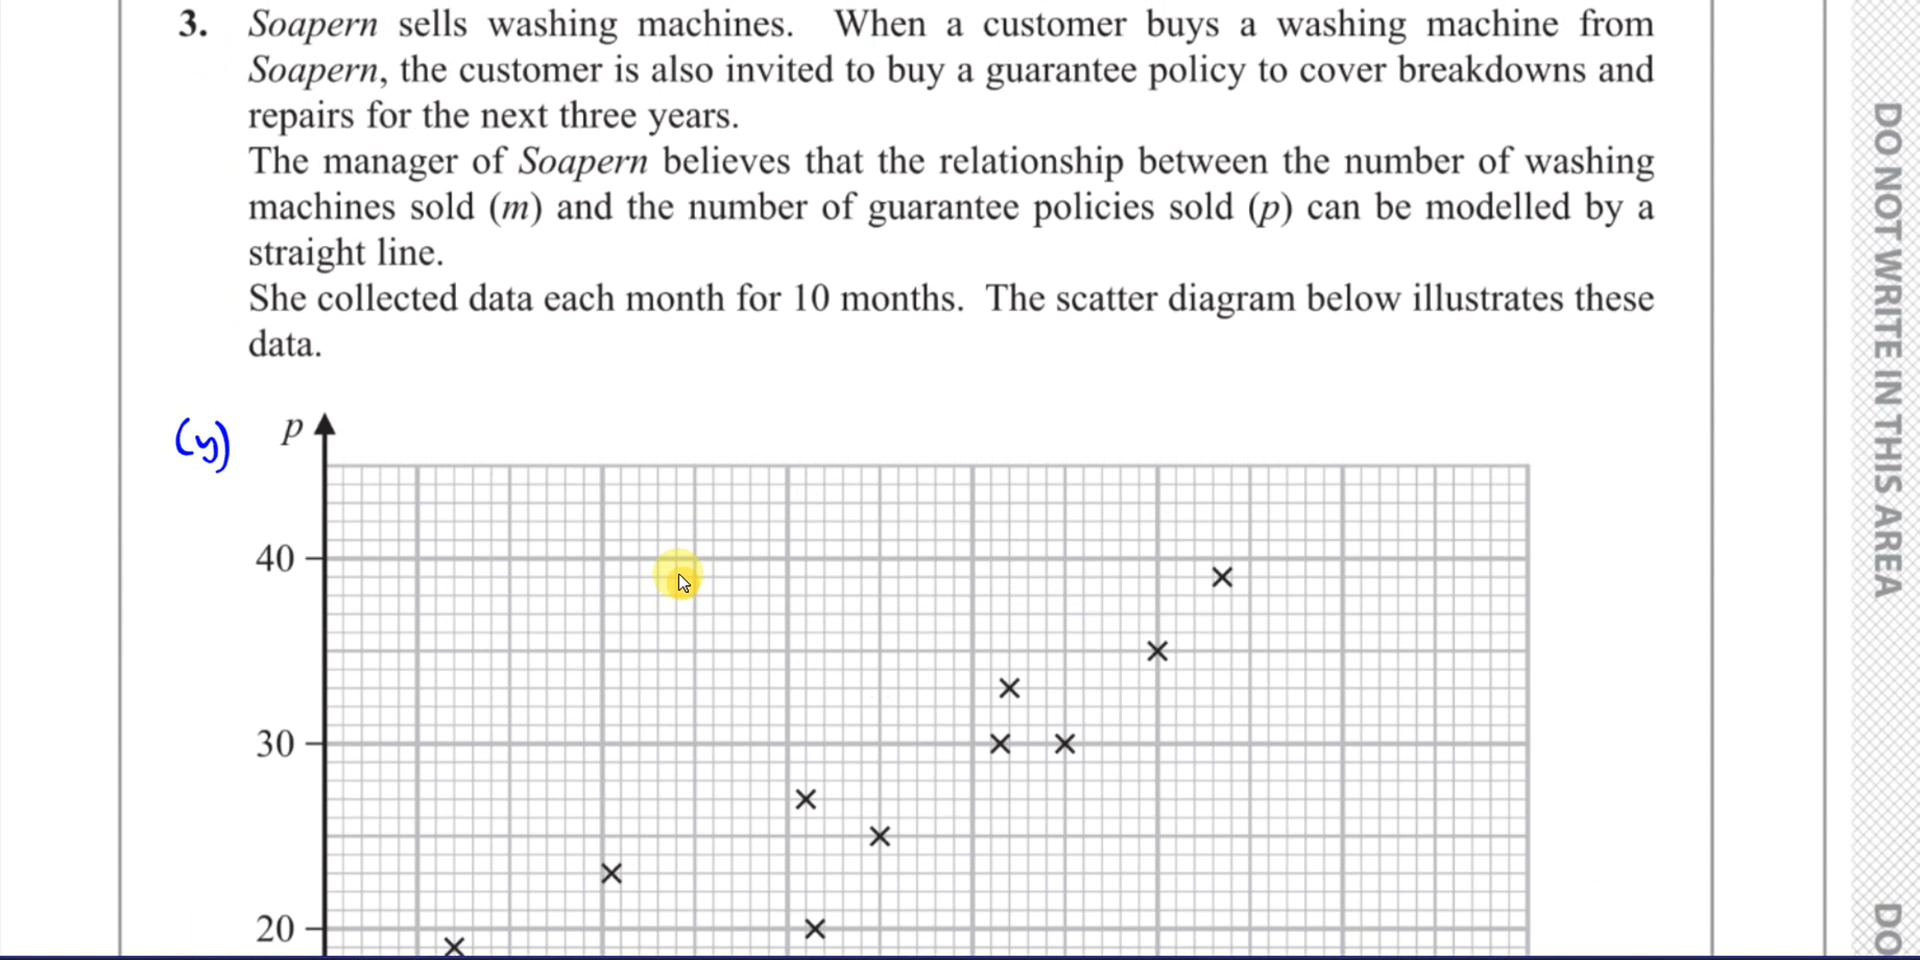 3. Soapern sells washing machines. When a customer buys a washing machine from
Soapern, the customer is also invited to buy a guarantee policy to cover breakdowns and
repairs for the next three years.
The manager of Soapern believes that the relationship between the number of washing
machines sold (m) and the number of guarantee policies sold (p) can be modelled by a
straight line.
She collected data each month for 10 months. The scatter diagram below illustrates these
data.
(y) p
40
30
20
DO NOT WRITE IN THIS AREA
DO